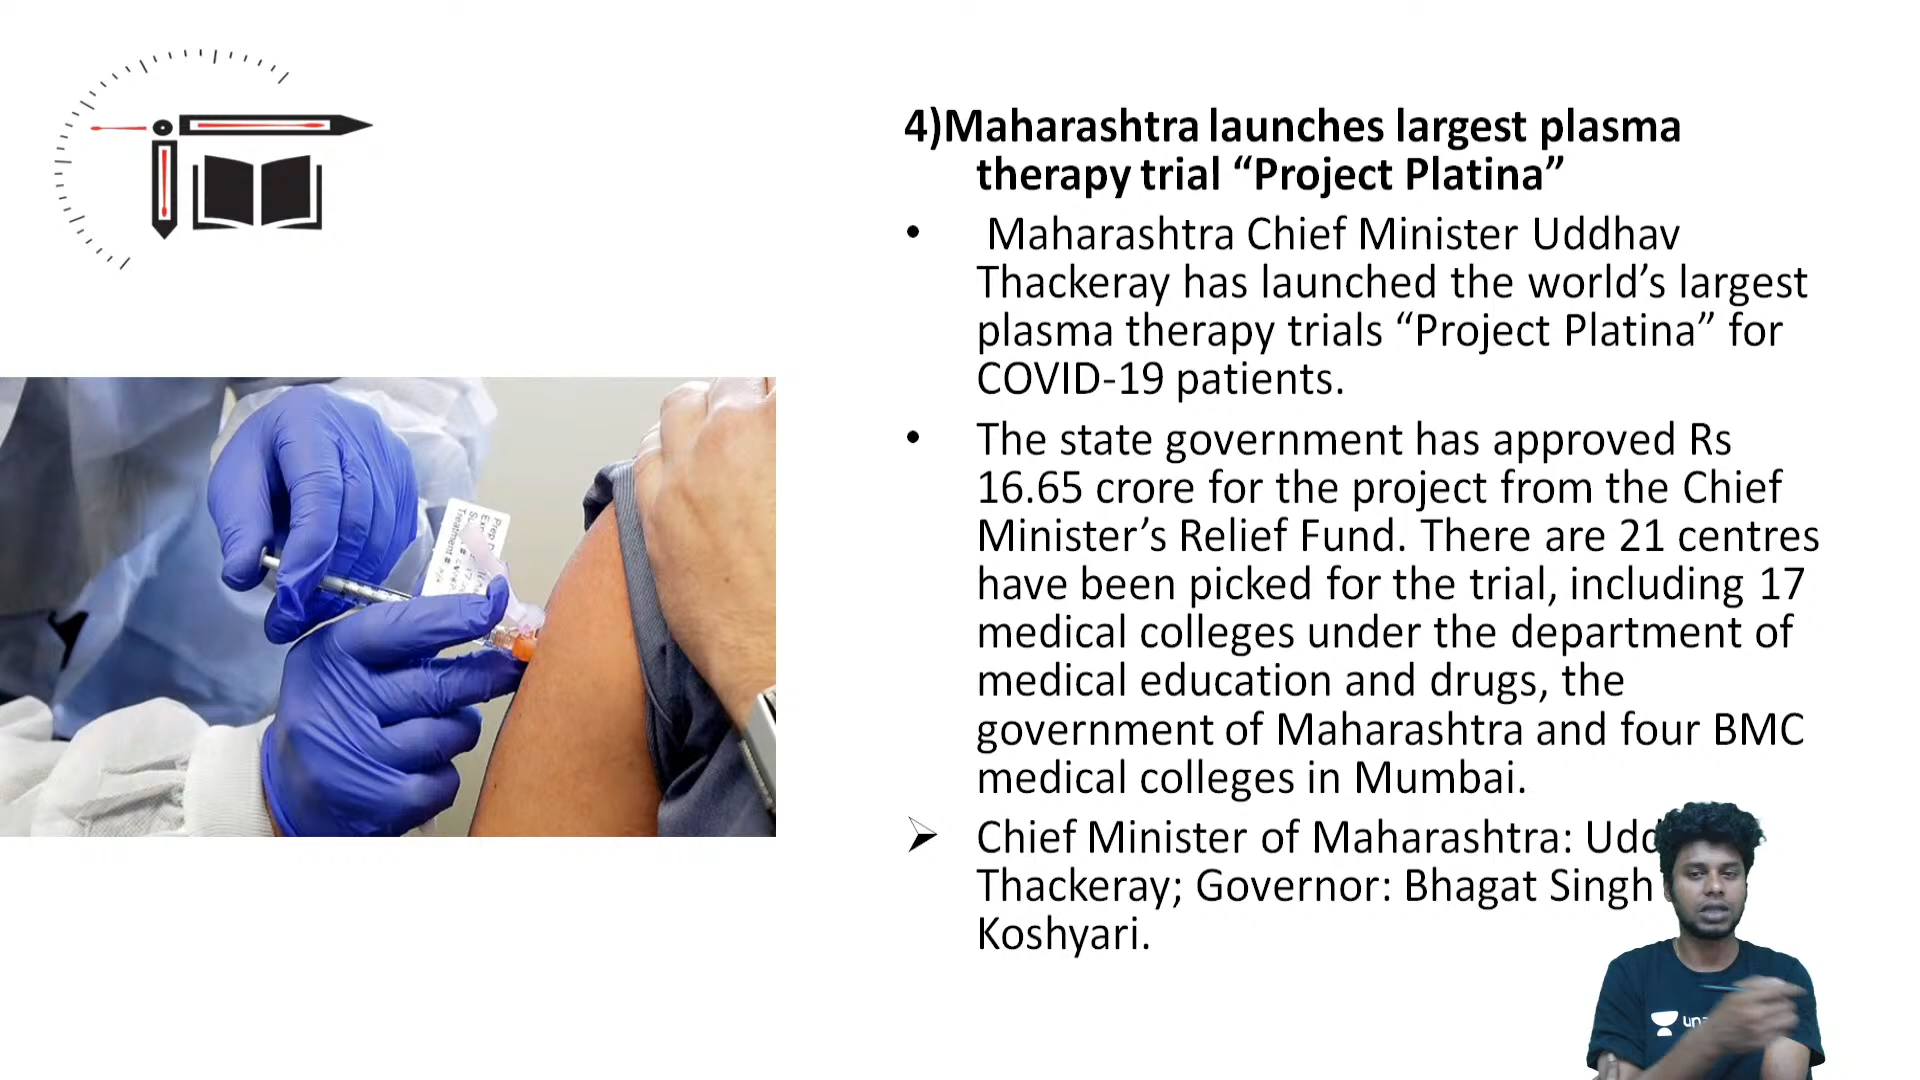 4)Maharashtra launches largest plasma
therapy trial “Project Platina”
• Maharashtra Chief Minister Uddhav
Thackeray has launched the world’s largest
plasma therapy trials “Project Platina” for
COVID-19 patients.
• The state government has approved Rs
16.65 crore for the project from the Chief
Minister’s Relief Fund. There are 21 centres
have been picked for the trial, including 17
medical colleges under the department of
medical education and drugs, the
government of Maharashtra and four BMC
medical colleges in Mumbai.
➢ Chief Minister of Maharashtra:
Thackeray; Governor: Bhagat Singh
Koshyari.